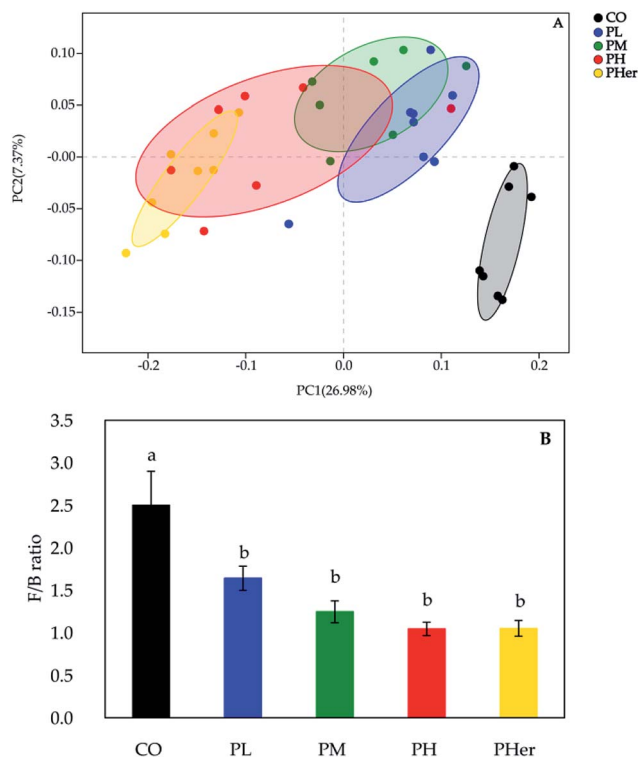 A
CO
PL
PM
PH
PHer
0.10
0.05
-0.00
-0.05
-0.10
-0.15
PC2(7.37%)
-0.2
-0.1
0.0
0.1
0.2
PC1(26.98%)
B
3.5
3.0
2.5
2.0
1.5
1.0
0.5
0.0
F/B ratio
a
b
b
b
b
CO PL PM PH PHer